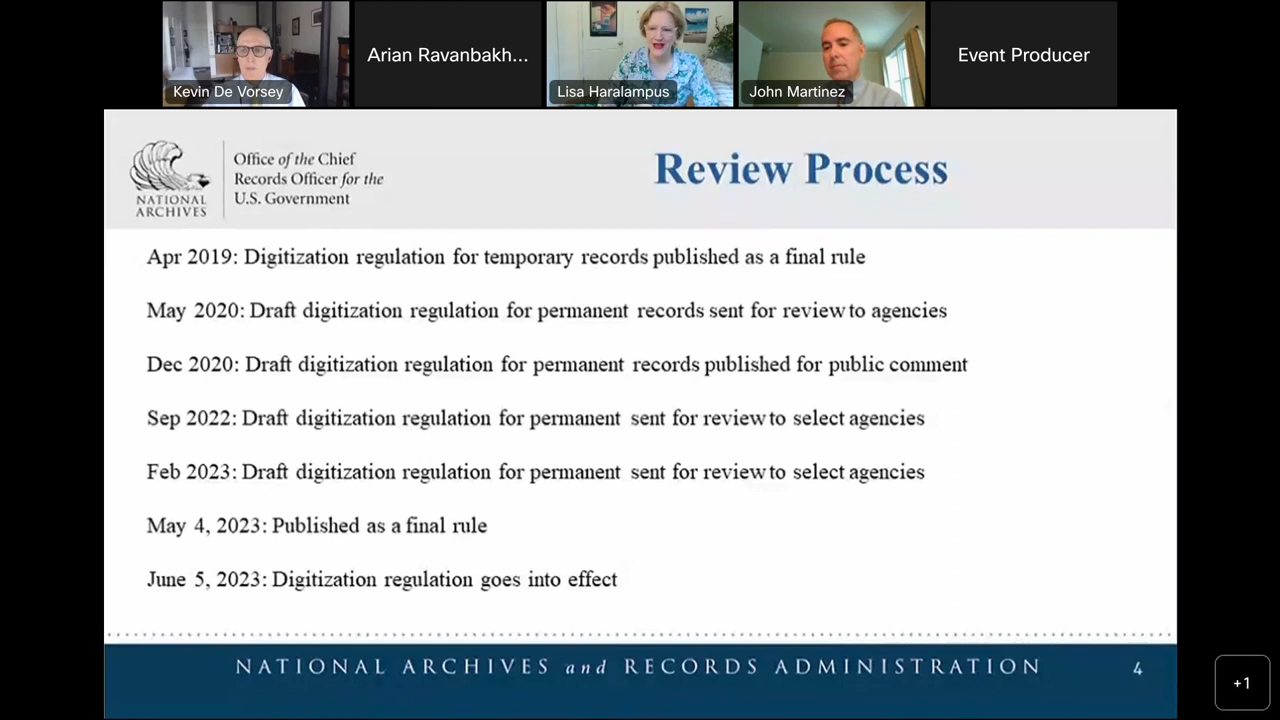 Kevin De Vorsey
Arian Ravanbakh...
Lisa Haralampus
John Martinez
Event Producer
NATIONAL
ARCHIVES
Office of the Chief
Records Officer for the
U.S. Government
Review Process
Apr 2019: Digitization regulation for temporary records published as a final rule
May 2020: Draft digitization regulation for permanent records sent for review to agencies
Dec 2020: Draft digitization regulation for permanent records published for public comment
Sep 2022: Draft digitization regulation for permanent sent for review to select agencies
Feb 2023: Draft digitization regulation for permanent sent for review to select agencies
May 4, 2023: Published as a final rule
June 5, 2023: Digitization regulation goes into effect
NATIONAL ARCHIVES and RECORDS ADMINISTRATION
4
+1